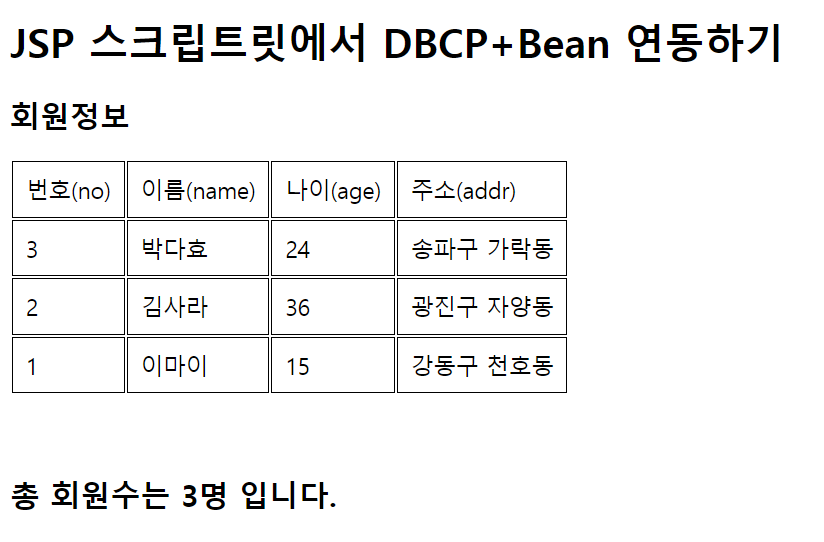 JSP 스크립트릿에서 DBCP+Bean 연동하기
회원정보
번호(no) 이름(name) 나이(age) 주소(addr)
3 박다효 24 송파구 가락동
2 김사라 36 광진구 자양동
1 이마이 15 강동구 천호동
총 회원수는 3명 입니다.